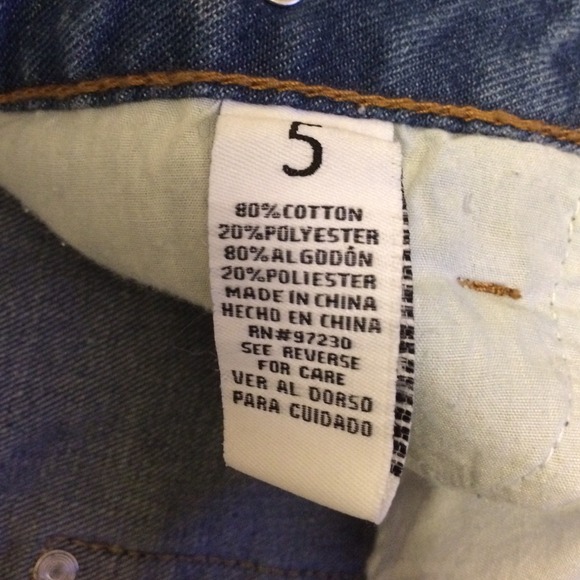 5
80%COTTON
20%POLYESTER
80%ALGODÓN
20%POLIESTER
MADE IN CHINA
HECHO EN CHINA
RN#97230
SEE REVERSE
FOR CARE
VER AL DORSO
PARA CUIDADO